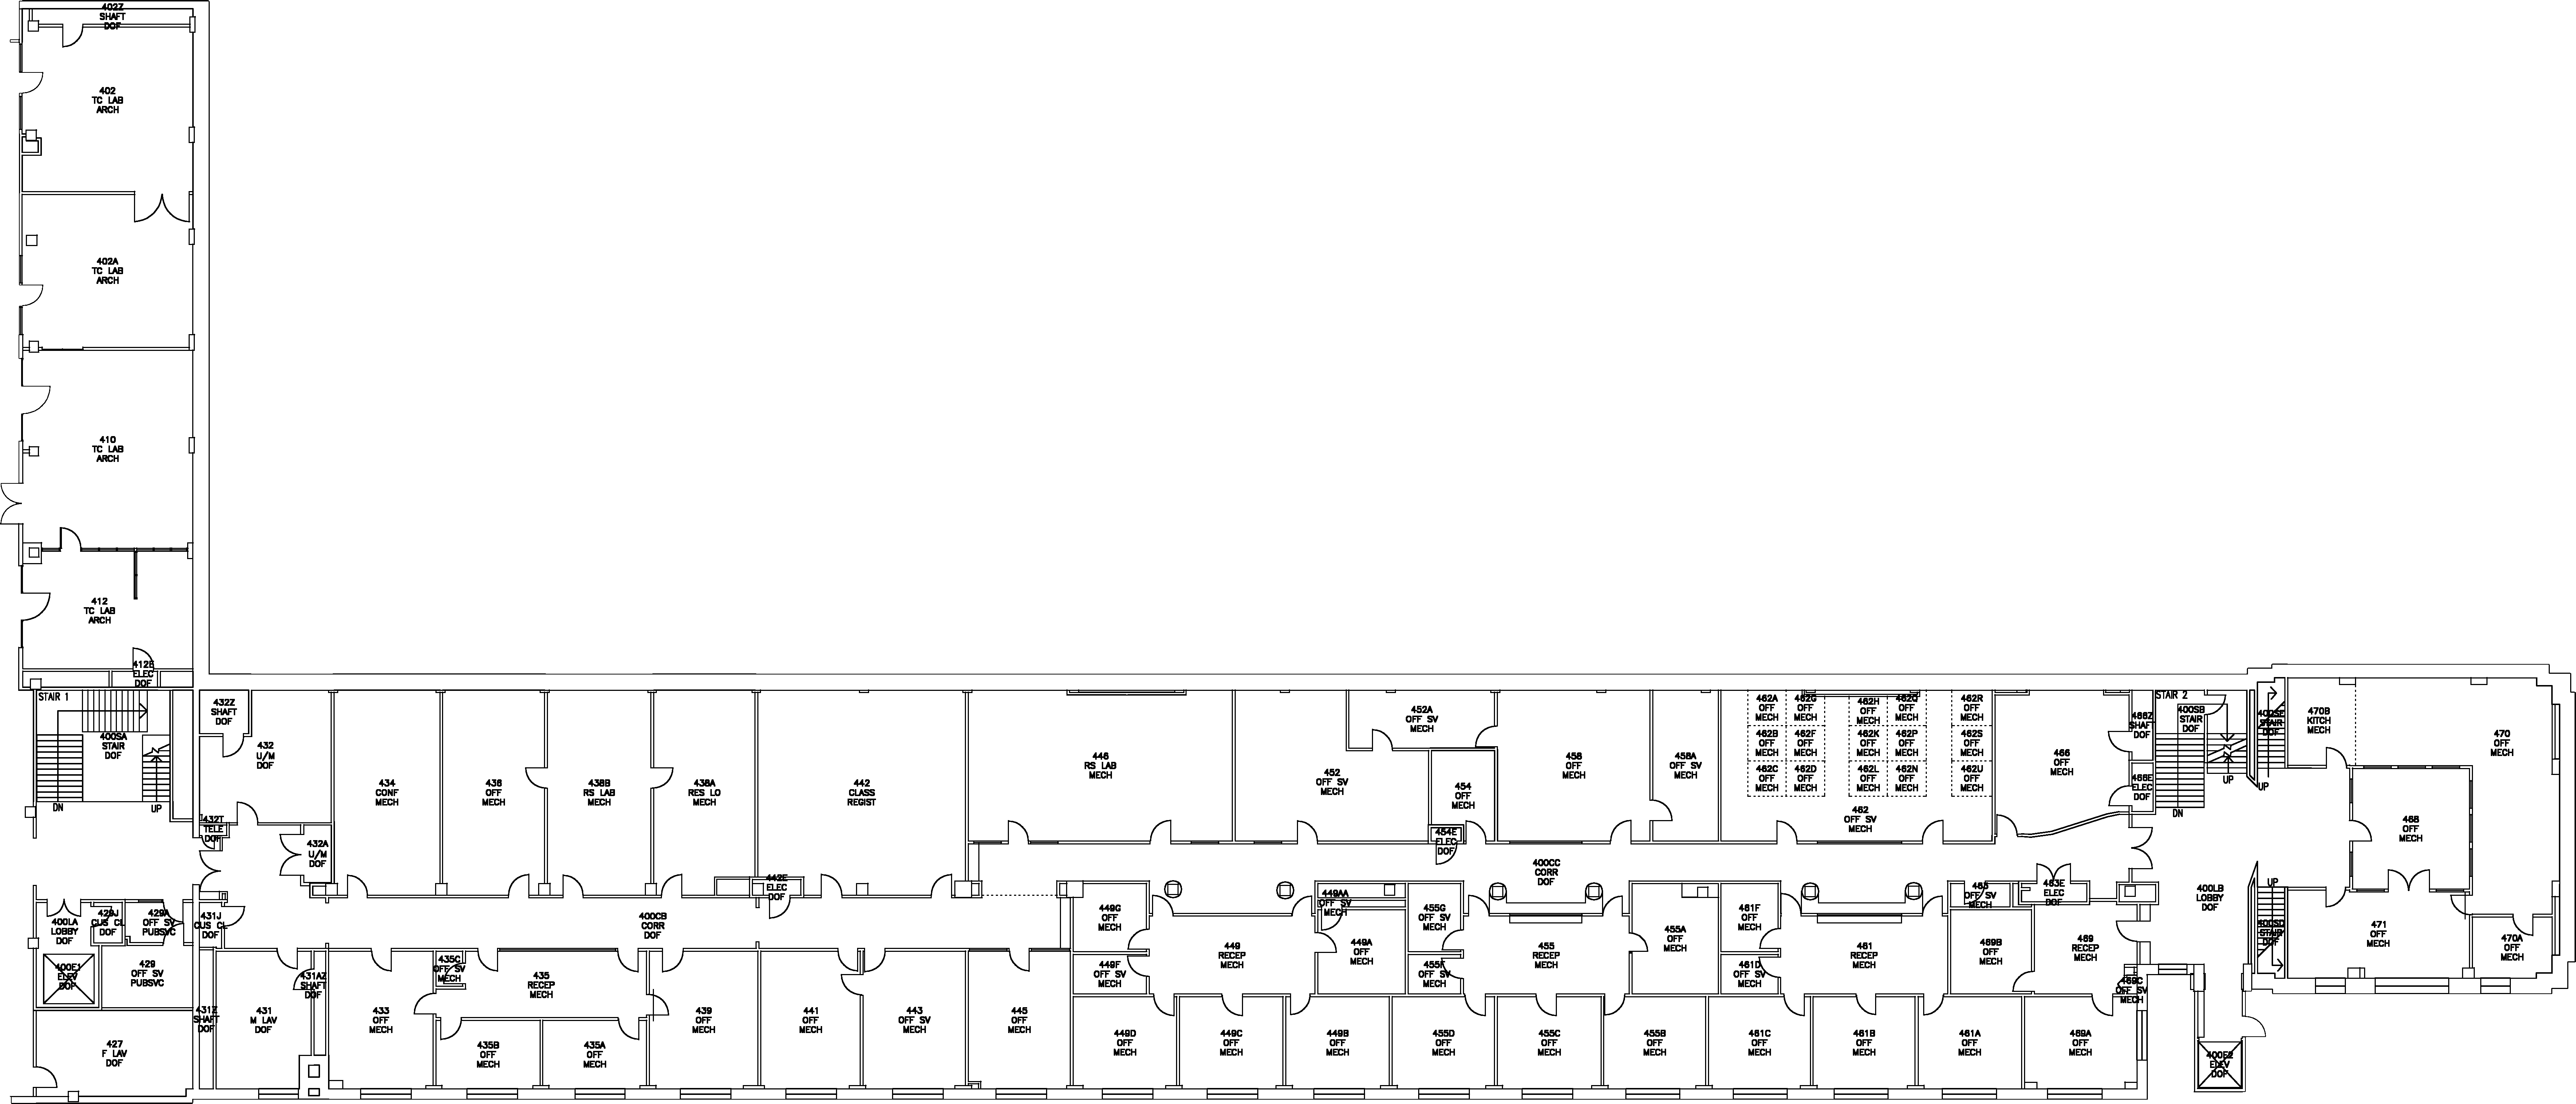 402Z
SHAFT
DOF
402
TC LAB
ARCH
402A
TC LAB
ARCH
410
TC LAB
ARCH
412
TC LAB
ARCH
412E
ELEC
DOF
STAIR 1
400SA
STAIR
DOF
DN
UP
432Z
SHAFT
DOF
432
U/M
DOF
432T
TELE
DOF
432A
U/M
DOF
434
CONF
MECH
436
OFF
MECH
438B
RS LAB
MECH
438A
RES LO
MECH
442
CLASS
REGIST
442E
ELEC
DOF
446
RS LAB
MECH
452
OFF SV
MECH
452A
OFF SV
MECH
454
OFF
MECH
454E
ELEC
DOF
458
OFF
MECH
458A
OFF SV
MECH
462A
OFF
MECH
462G
OFF
MECH
462H
OFF
MECH
462Q
OFF
MECH
462R
OFF
MECH
462B
OFF
MECH
462F
OFF
MECH
462K
OFF
MECH
462P
OFF
MECH
462S
OFF
MECH
462C
OFF
MECH
462D
OFF
MECH
462L
OFF
MECH
462N
OFF
MECH
462U
OFF
MECH
462
OFF SV
MECH
466
OFF
MECH
466Z
SHAFT
DOF
466E
ELEC
DOF
STAIR 2
400SB
STAIR
DOF
DN
UP
400SE
STAIR
DOF
UP
470B
KITCH
MECH
470
OFF
MECH
468
OFF
MECH
471
OFF
MECH
470A
OFF
MECH
UP
400SD
STAIR
DOF
400LB
LOBBY
DOF
400E2
ELEV
DOF
400CC
CORR
DOF
400CB
CORR
DOF
400LA
LOBBY
DOF
429J
CUS CL
DOF
429A
OFF SV
PUBSVC
431J
CUS CL
DOF
400E1
ELEV
DOF
429
OFF SV
PUBSVC
431Z
SHAFT
DOF
427
F LAV
DOF
431
M LAV
DOF
431AZ
SHAFT
DOF
433
OFF
MECH
435C
OFF SV
MECH
435
RECEP
MECH
435B
OFF
MECH
435A
OFF
MECH
439
OFF
MECH
441
OFF
MECH
443
OFF SV
MECH
445
OFF
MECH
449G
OFF
MECH
449F
OFF SV
MECH
449
RECEP
MECH
449AA
OFF SV
MECH
449A
OFF
MECH
449D
OFF
MECH
449C
OFF
MECH
449B
OFF
MECH
455G
OFF SV
MECH
455F
OFF SV
MECH
455
RECEP
MECH
455A
OFF
MECH
455D
OFF
MECH
455C
OFF
MECH
455B
OFF
MECH
461F
OFF
MECH
461D
OFF SV
MECH
461
RECEP
MECH
461C
OFF
MECH
461B
OFF
MECH
461A
OFF
MECH
465
OFF SV
MECH
463E
ELEC
DOF
469B
OFF
MECH
469
RECEP
MECH
469C
OFF SV
MECH
469A
OFF
MECH